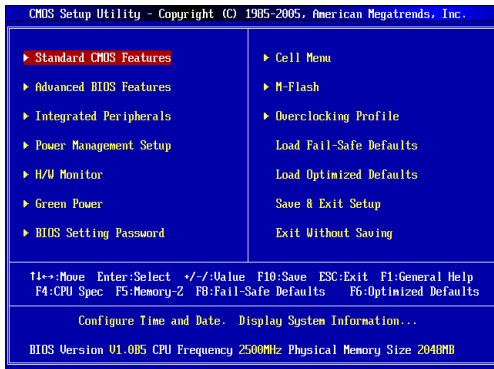 CMOS Setup Utility - Copyright (C) 1985-2005, American Megatrends, Inc.
Standard CMOS Features
Advanced BIOS Features
Integrated Peripherals
Power Management Setup
H/W Monitor
Green Power
BIOS Setting Password
Cell Menu
M-Flash
Overclocking Profile
Load Fail-Safe Defaults
Load Optimized Defaults
Save & Exit Setup
Exit Without Saving
↑↓↔:Move Enter:Select +/-/:Value F10:Save ESC:Exit F1:General Help
F4:CPU Spec F5:Memory-Z F8:Fail-Safe Defaults F6:Optimized Defaults
Configure Time and Date. Display System Information...
BIOS Version V1.0B5 CPU Frequency 2500MHz Physical Memory Size 2048MB